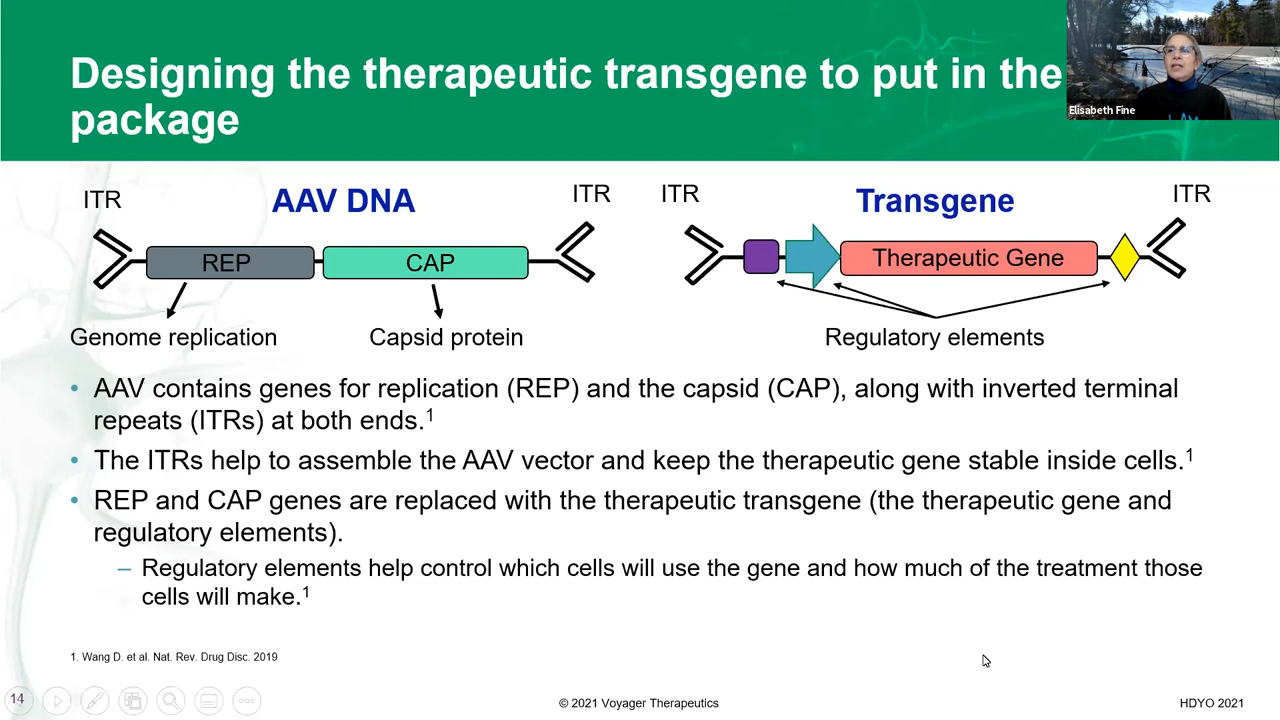 Designing the therapeutic transgene to put in the
package
Elisabeth Fine
ITR
AAV DNA
ITR
REP
CAP
Genome replication
Capsid protein
ITR
Transgene
ITR
Therapeutic Gene
Regulatory elements
• AAV contains genes for replication (REP) and the capsid (CAP), along with inverted terminal
repeats (ITRs) at both ends.1
• The ITRs help to assemble the AAV vector and keep the therapeutic gene stable inside cells.1
• REP and CAP genes are replaced with the therapeutic transgene (the therapeutic gene and
regulatory elements).
– Regulatory elements help control which cells will use the gene and how much of the treatment those
cells will make.1
1. Wang D. et al. Nat. Rev. Drug Disc. 2019
14
© 2021 Voyager Therapeutics
HDYO 2021